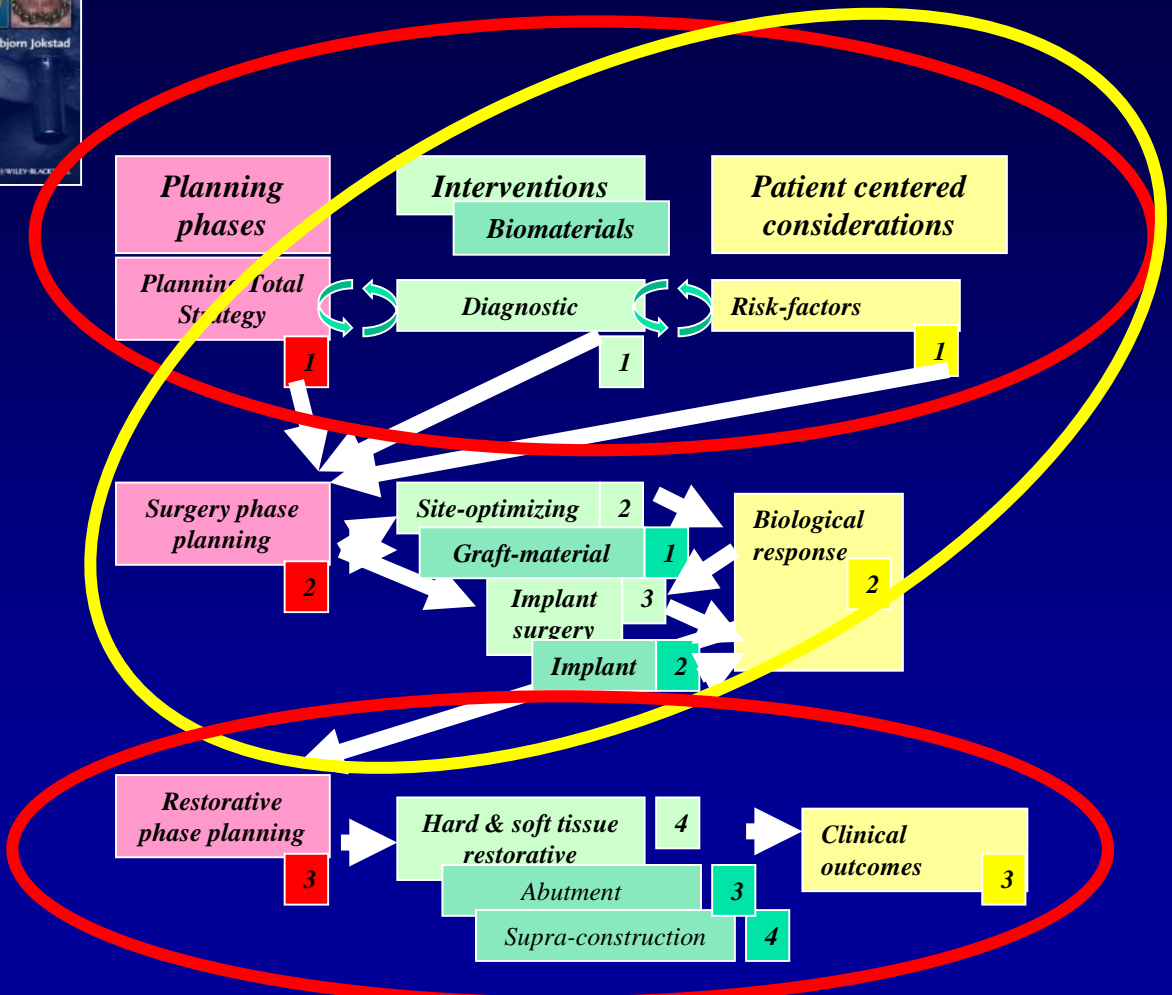 bjorn Jokstad
Planning
phases
Interventions
Biomaterials
Patient centered
considerations
Planning Total
Strategy
1
Diagnostic
1
Risk-factors
1
Surgery phase
planning
2
Site-optimizing 2
Graft-material 1
Implant 3
surgery
Implant 2
Biological
response
2
Restorative
phase planning
3
Hard & soft tissue 4
restorative
Abutment 3
Supra-construction 4
Clinical
outcomes
3